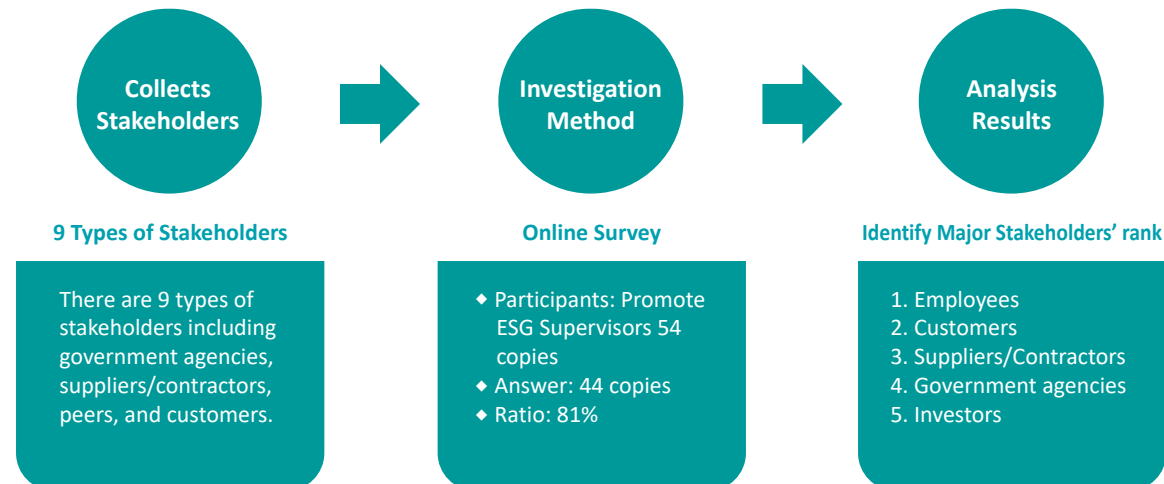 Collects
Stakeholders
Investigation
Method
Analysis
Results
9 Types of Stakeholders
There are 9 types of
stakeholders including
government agencies,
suppliers/contractors,
peers, and customers.
Online Survey
◆ Participants: Promote
ESG Supervisors 54
copies
◆ Answer: 44 copies
◆ Ratio: 81%
Identify Major Stakeholders’ rank
1. Employees
2. Customers
3. Suppliers/Contractors
4. Government agencies
5. Investors